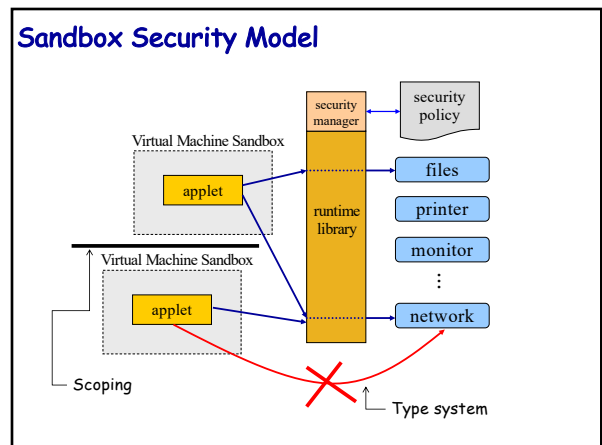 Sandbox Security Model
security
manager
security
policy
Virtual Machine Sandbox
applet
files
runtime
library
printer
monitor
Virtual Machine Sandbox
applet
⋮
network
Scoping
Type system